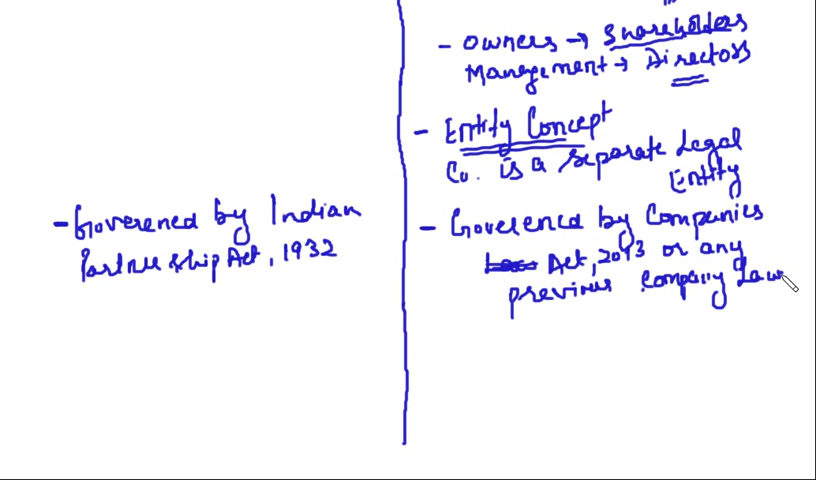 - Goverened by Indian
Partnership Act, 1932
- Owners → Shareholders
Management → Directors
- Entity Concept
Co. is a Separate Legal
Entity
- Goverened by Companies
Act, 2013 or any
previous Company Law